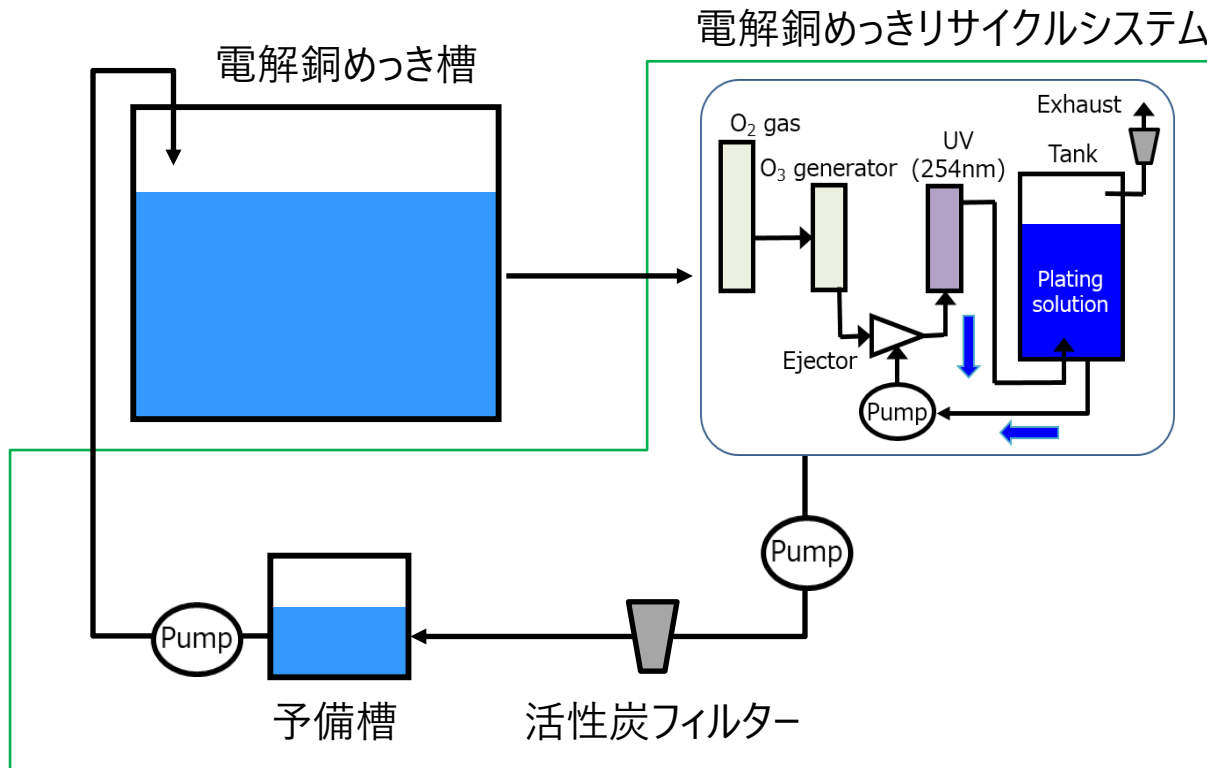 電解銅めっきリサイクルシステム
電解銅めっき槽
O₂ gas
O₃ generator
UV
(254nm)
Tank
Exhaust
Plating
solution
Ejector
Pump
Pump
Pump
予備槽
活性炭フィルター